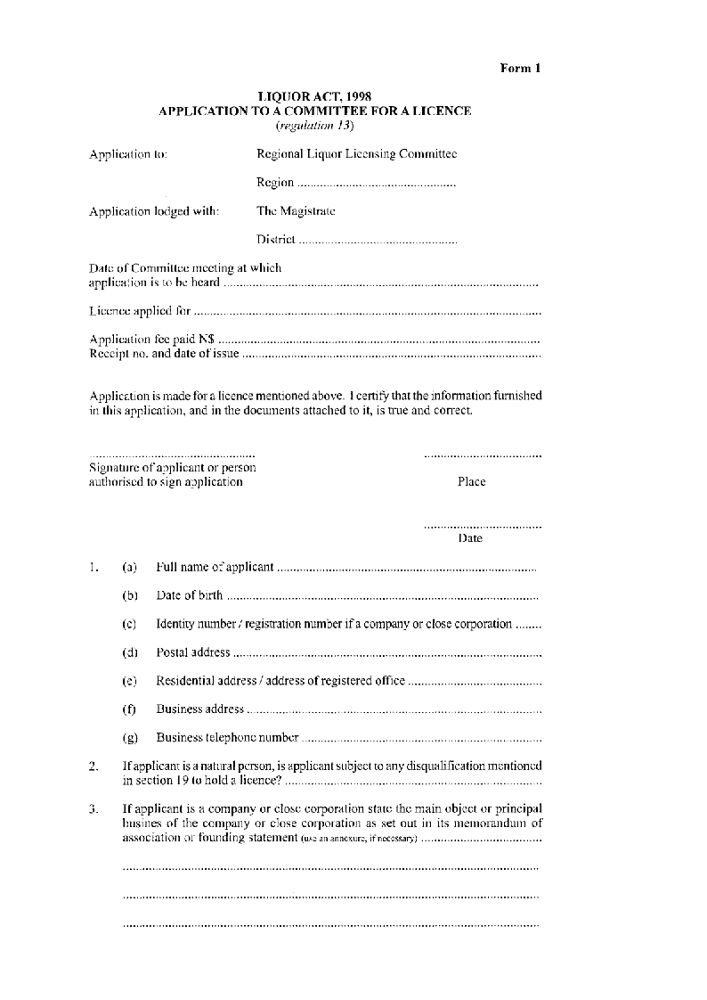 Form 1
LIQUOR ACT, 1998
APPLICATION TO A COMMITTEE FOR A LICENCE
(regulation 13)
Application to: Regional Liquor Licensing Committee
Region ................................................
Application lodged with: The Magistrate
District ................................................
Date of Committee meeting at which
application is to be heard ................................................
Licence applied for ................................................
Application fee paid N$ ................................................
Receipt no. and date of issue ................................................
Application is made for a licence mentioned above. I certify that the information furnished
in this application, and in the documents attached to it, is true and correct.
................................................ ....................................
Signature of applicant or person
authorised to sign application Place
....................................
Date
1. (a) Full name of applicant ................................................
(b) Date of birth ................................................
(c) Identity number / registration number if a company or close corporation ........
(d) Postal address ................................................
(e) Residential address / address of registered office ........................................
(f) Business address ................................................
(g) Business telephone number ................................................
2. If applicant is a natural person, is applicant subject to any disqualification mentioned
in section 19 to hold a licence? ................................................
3. If applicant is a company or close corporation state the main object or principal
busines of the company or close corporation as set out in its memorandum of
association or founding statement (use an annexure, if necessary) .....................................
................................................
................................................
................................................